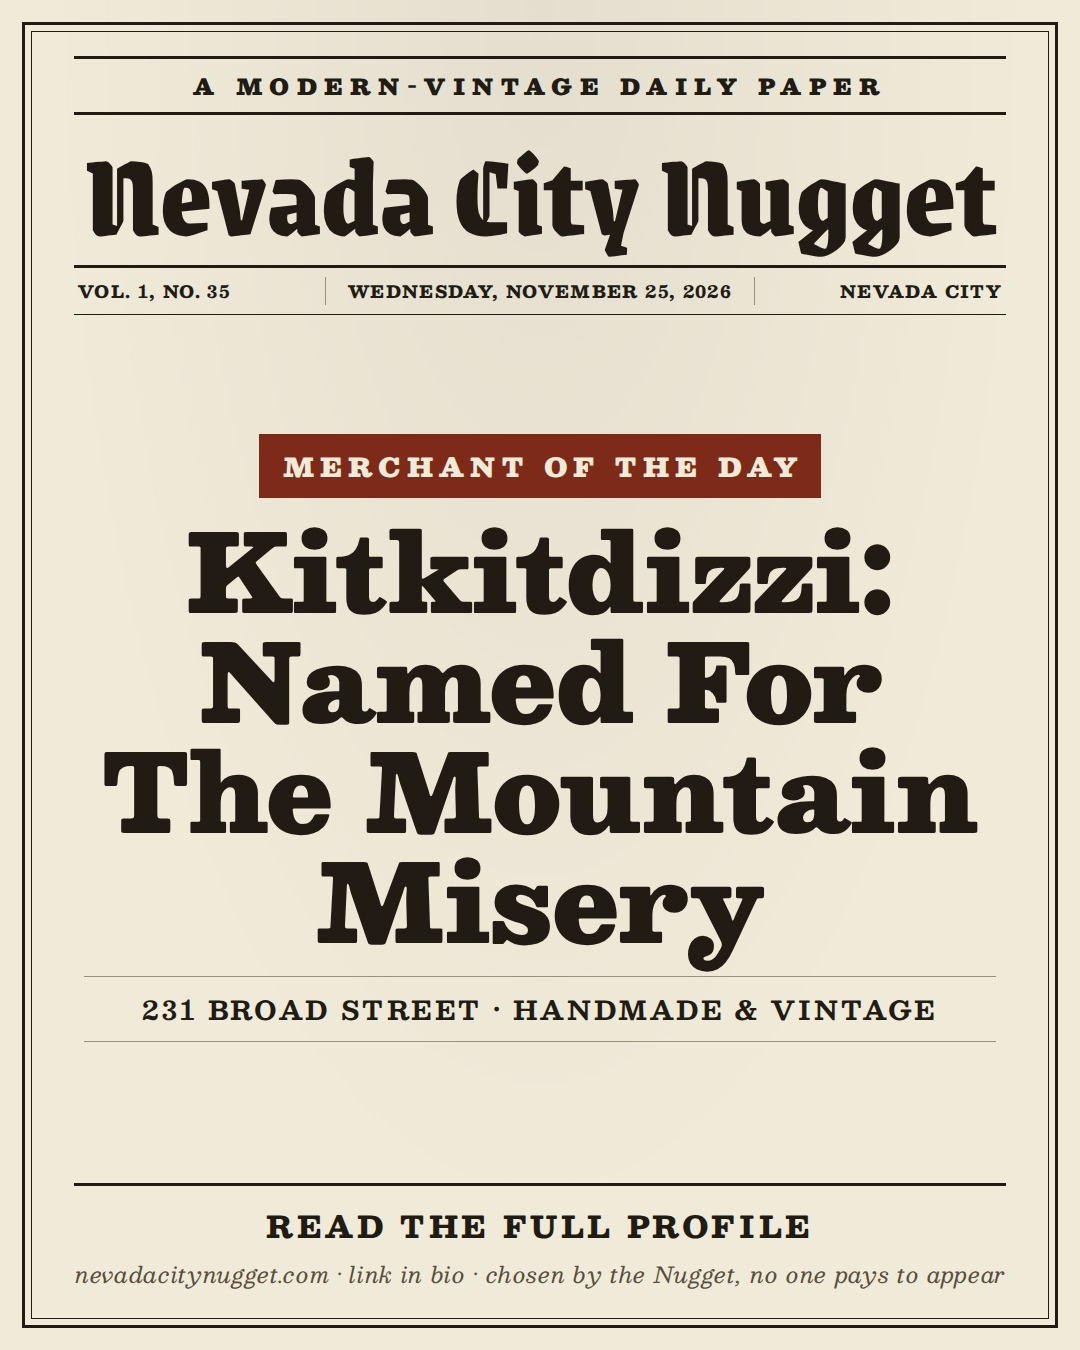 A MODERN-VINTAGE DAILY PAPER
Nevada City Nugget
VOL. 1, NO. 35
WEDNESDAY, NOVEMBER 25, 2026
NEVADA CITY
MERCHANT OF THE DAY
Kitkitdizzi:
Named For
The Mountain
Misery
231 BROAD STREET · HANDMADE & VINTAGE
READ THE FULL PROFILE
nevadacitynugget.com · link in bio · chosen by the Nugget, no one pays to appear